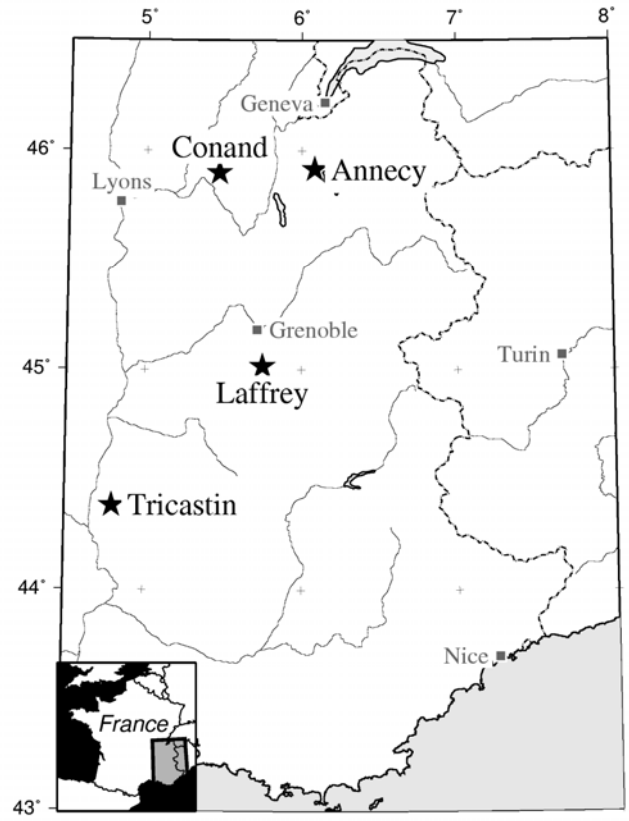 5° 6° 7° 8°
Geneva
46°
Conand
Annecy
Lyons
Grenoble
45°
Turin
Laffrey
Tricastin
44°
Nice
France
43°